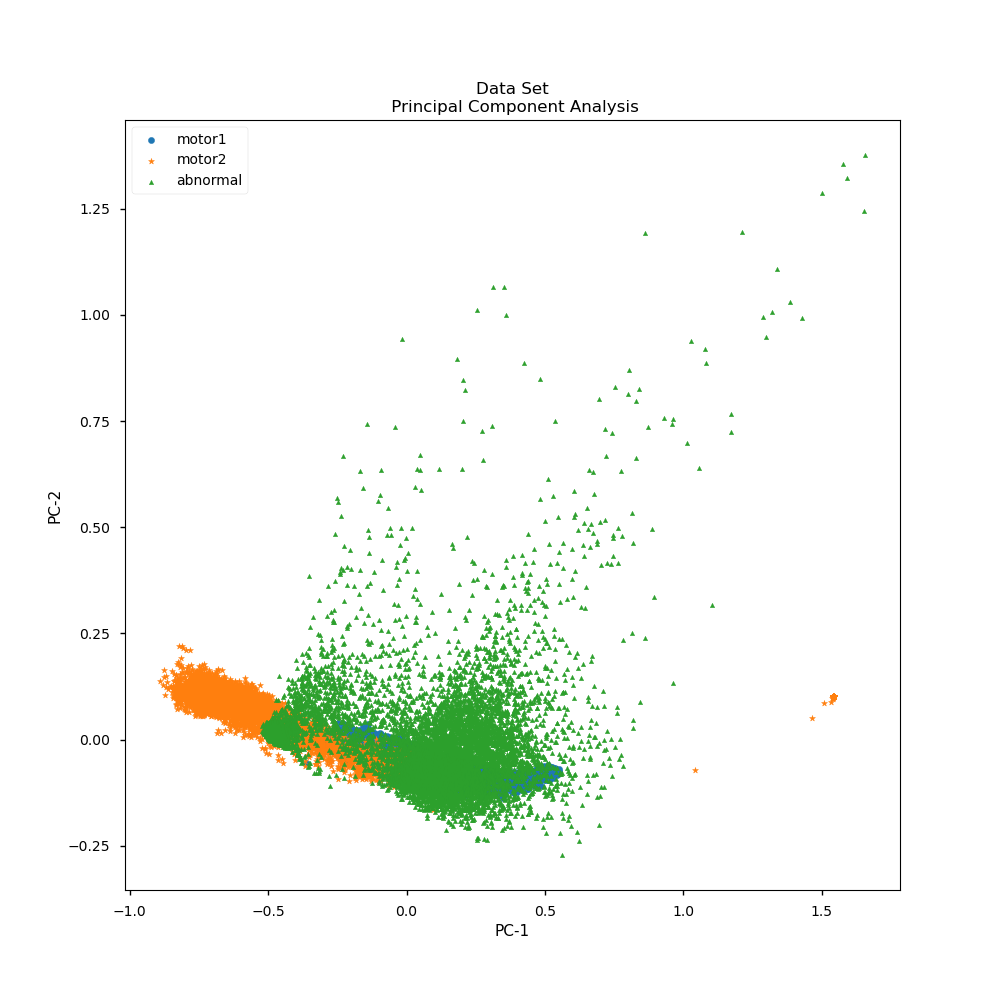 Data Set
Principal Component Analysis
motor1
motor2
abnormal
1.25
1.00
0.75
0.50
0.25
0.00
−0.25
PC-2
−1.0 −0.5 0.0 0.5 1.0 1.5
PC-1